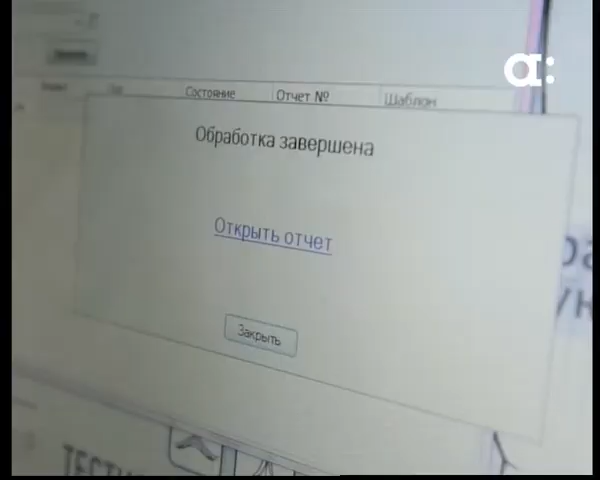 α:
Состояние
Отчет №
Шаблон
Обработка завершена
Открыть отчет
Закрыть